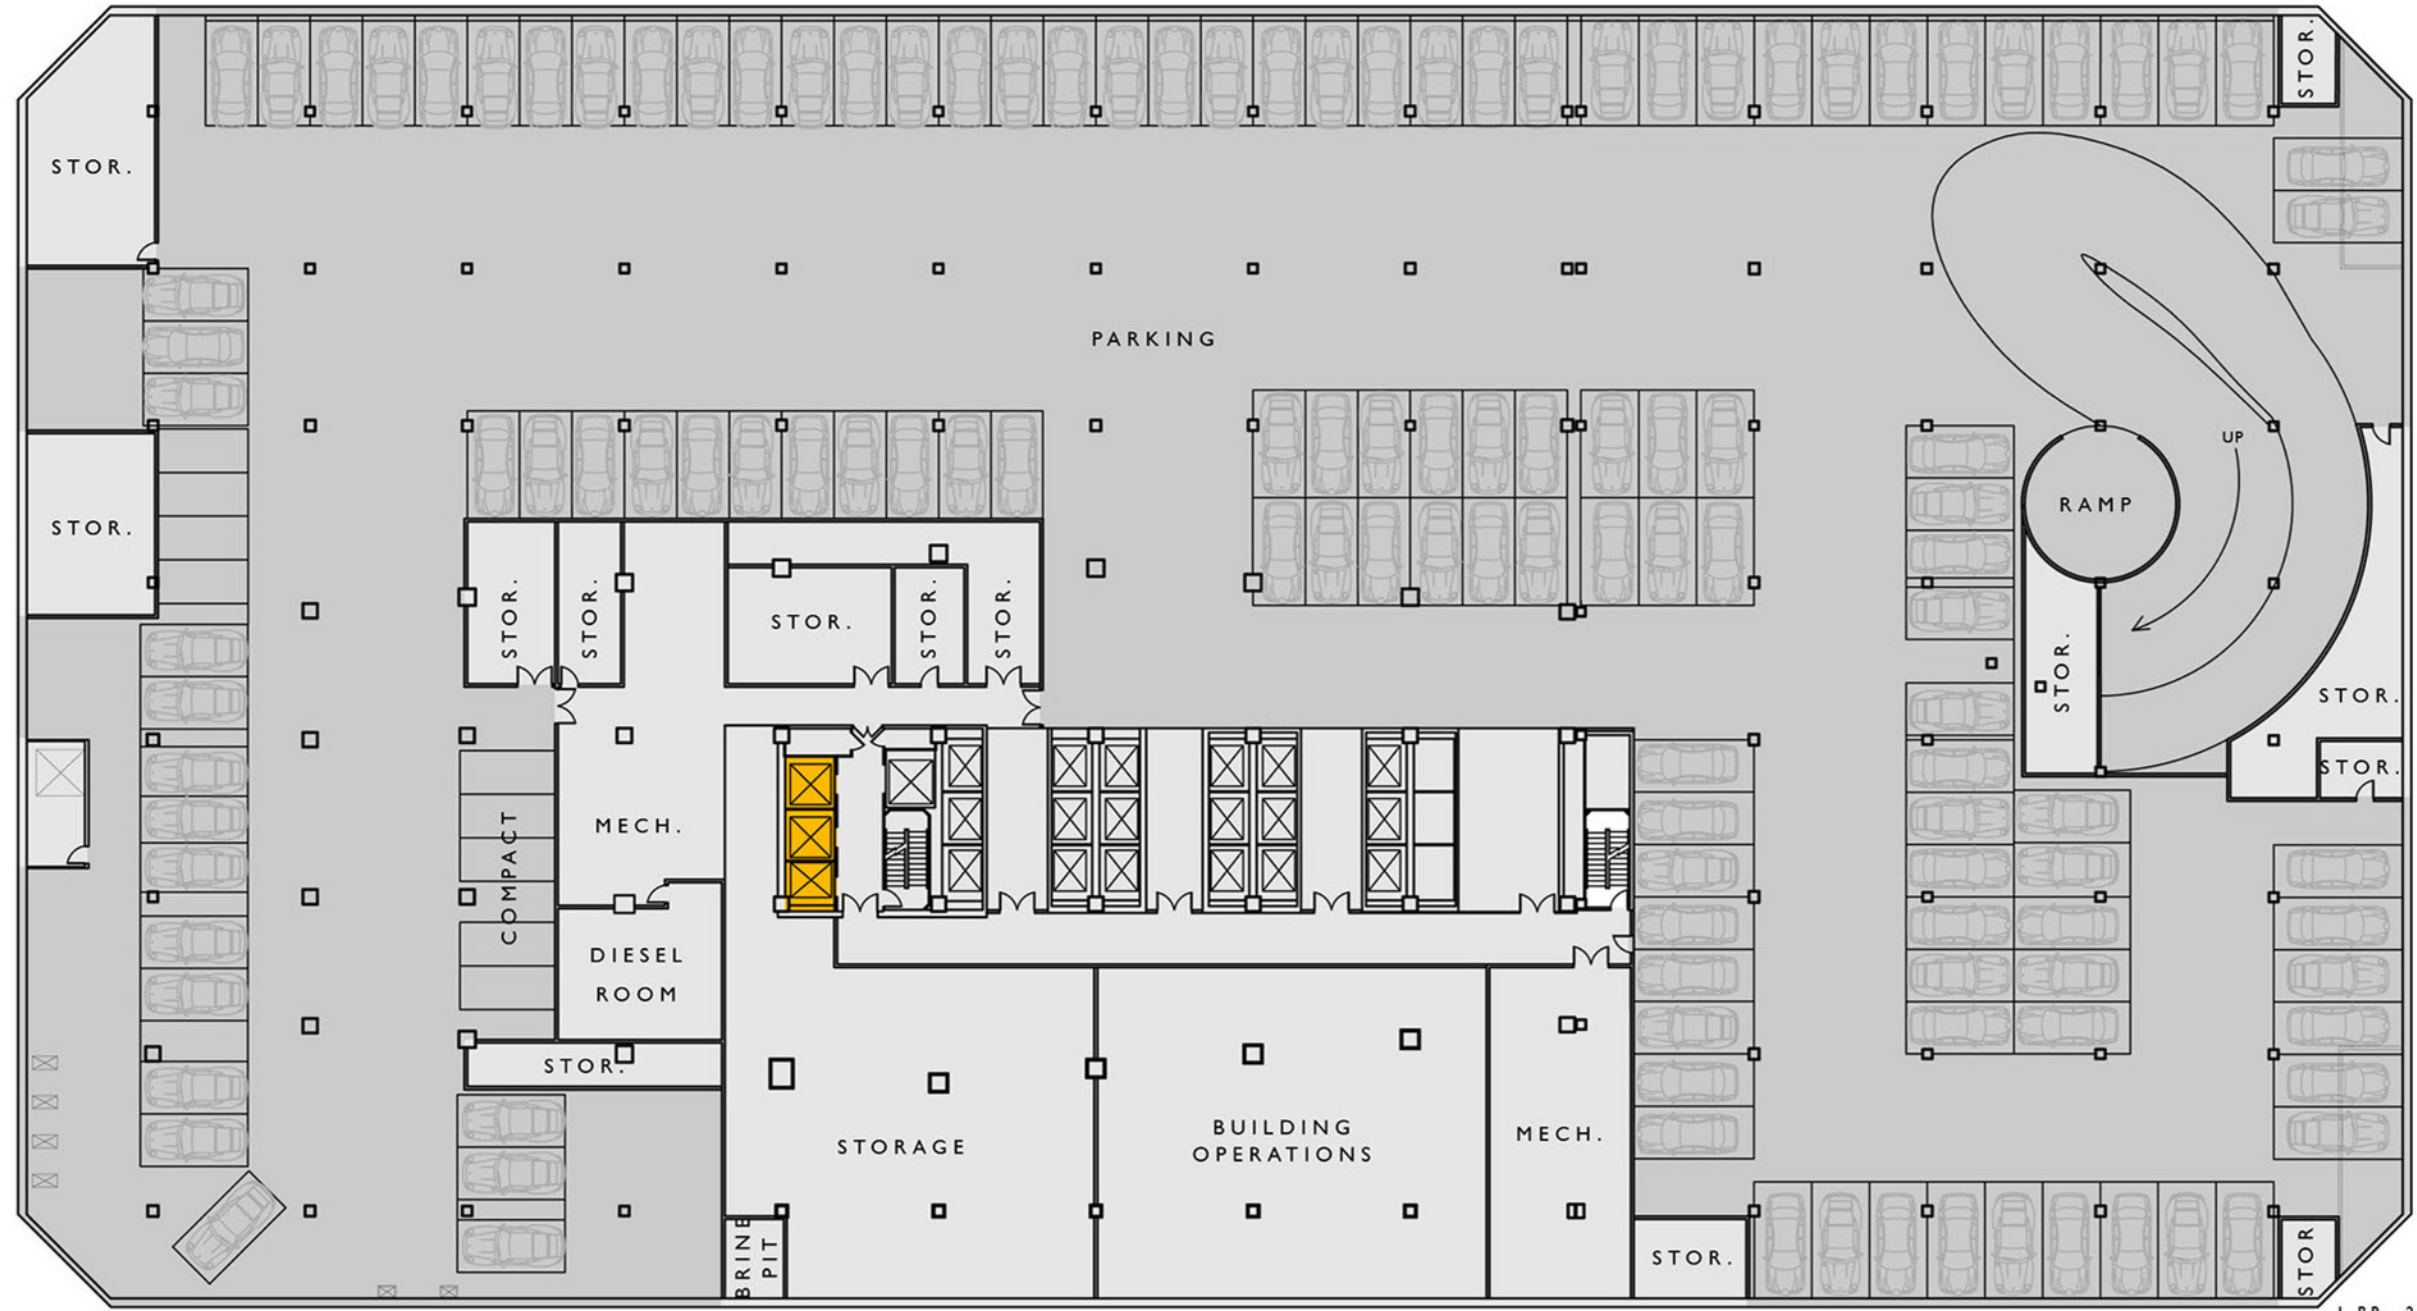 STOR.
STOR.
PARKING
UP
RAMP
STOR.
STOR.
STOR.
STOR.
STOR.
STOR.
STOR.
STOR.
STOR.
COMPACT
MECH.
DIESEL
ROOM
STOR.
STORAGE
BUILDING
OPERATIONS
MECH.
BRINE
PIT
STOR.
STOR